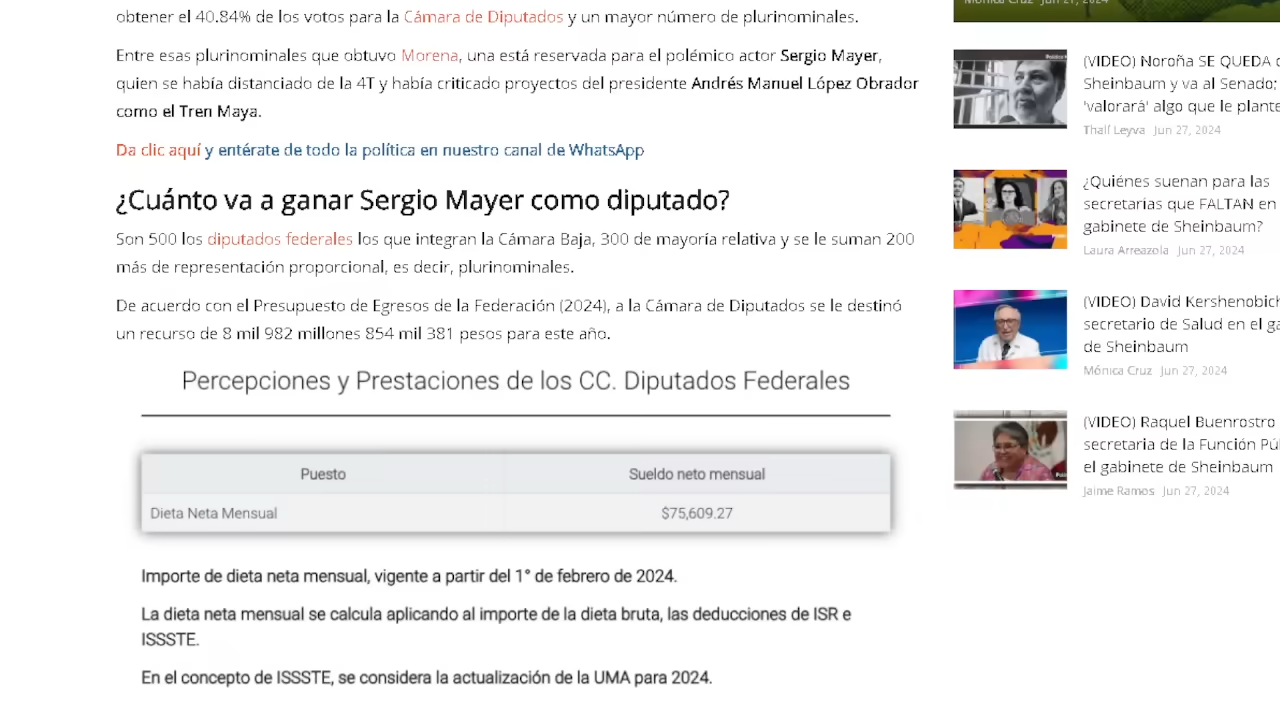 obtener el 40.84% de los votos para la Cámara de Diputados y un mayor número de plurinominales.
Entre esas plurinominales que obtuvo Morena, una está reservada para el polémico actor Sergio Mayer,
quien se había distanciado de la 4T y había criticado proyectos del presidente Andrés Manuel López Obrador
como el Tren Maya.
Da clic aquí y entérate de todo la política en nuestro canal de WhatsApp
¿Cuánto va a ganar Sergio Mayer como diputado?
Son 500 los diputados federales los que integran la Cámara Baja, 300 de mayoría relativa y se le suman 200
más de representación proporcional, es decir, plurinominales.
De acuerdo con el Presupuesto de Egresos de la Federación (2024), a la Cámara de Diputados se le destinó
un recurso de 8 mil 982 millones 854 mil 381 pesos para este año.
Percepciones y Prestaciones de los CC. Diputados Federales
Puesto Sueldo neto mensual
Dieta Neta Mensual $75,609.27
Importe de dieta neta mensual, vigente a partir del 1° de febrero de 2024.
La dieta neta mensual se calcula aplicando al importe de la dieta bruta, las deducciones de ISR e
ISSSTE.
En el concepto de ISSSTE, se considera la actualización de la UMA para 2024.
Mónica Cruz Jun 27, 2024
(VIDEO) Noroña SE QUEDA
Sheinbaum y va al Senado;
'valorará' algo que le plante
Thalí Leyva Jun 27, 2024
¿Quiénes suenan para las
secretarías que FALTAN en
gabinete de Sheinbaum?
Laura Arreazola Jun 27, 2024
(VIDEO) David Kershenobich
secretario de Salud en el ga
de Sheinbaum
Mónica Cruz Jun 27, 2024
(VIDEO) Raquel Buenrostro
secretaria de la Función Pú
el gabinete de Sheinbaum
Jaime Ramos Jun 27, 2024